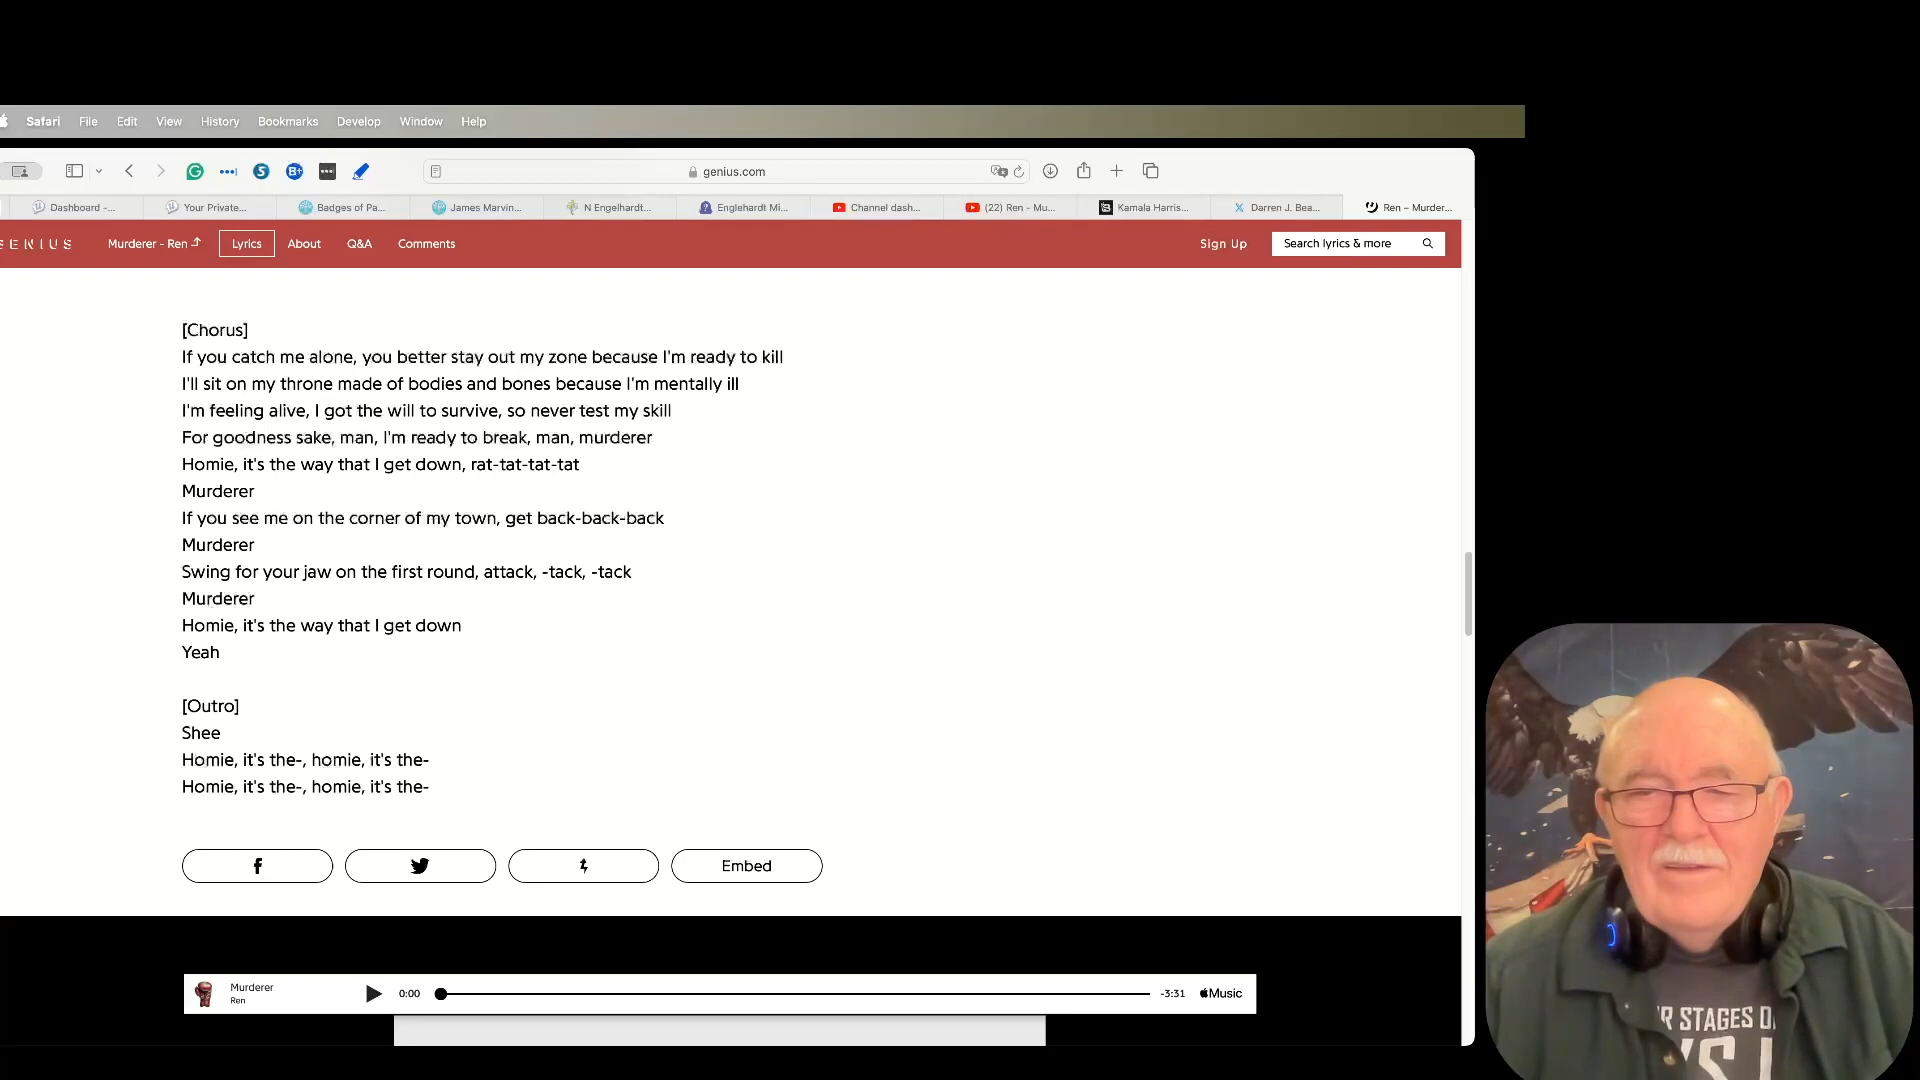 Safari File Edit View History Bookmarks Develop Window Help
genius.com
Dashboard -... Your Private... Badges of Pa... James Marvin... N Engelhardt... Englehardt Mi... Channel dash... (22) Ren - Mu... Kamala Harris... Darren J. Bea... Ren – Murder...
GENIUS Murderer - Ren Lyrics About Q&A Comments Sign Up Search lyrics & more
[Chorus]
If you catch me alone, you better stay out my zone because I'm ready to kill
I'll sit on my throne made of bodies and bones because I'm mentally ill
I'm feeling alive, I got the will to survive, so never test my skill
For goodness sake, man, I'm ready to break, man, murderer
Homie, it's the way that I get down, rat-tat-tat-tat
Murderer
If you see me on the corner of my town, get back-back-back
Murderer
Swing for your jaw on the first round, attack, -tack, -tack
Murderer
Homie, it's the way that I get down
Yeah
[Outro]
Shee
Homie, it's the-, homie, it's the-
Homie, it's the-, homie, it's the-
Embed
Murderer
Ren
0:00 -3:31 Music
R STAGES O